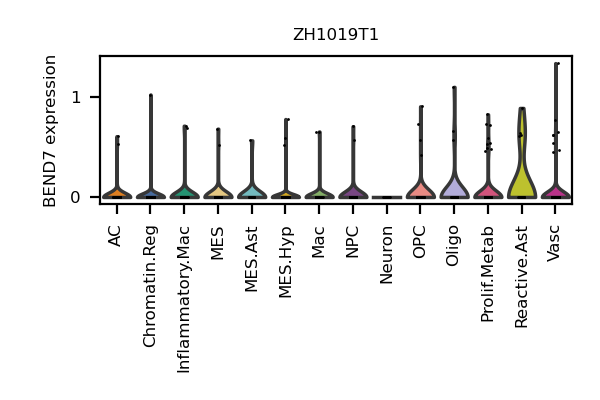 ZH1019T1
BEND7 expression
1
0
AC
Chromatin.Reg
Inflammatory.Mac
MES
MES.Ast
MES.Hyp
Mac
NPC
Neuron
OPC
Oligo
Prolif.Metab
Reactive.Ast
Vasc